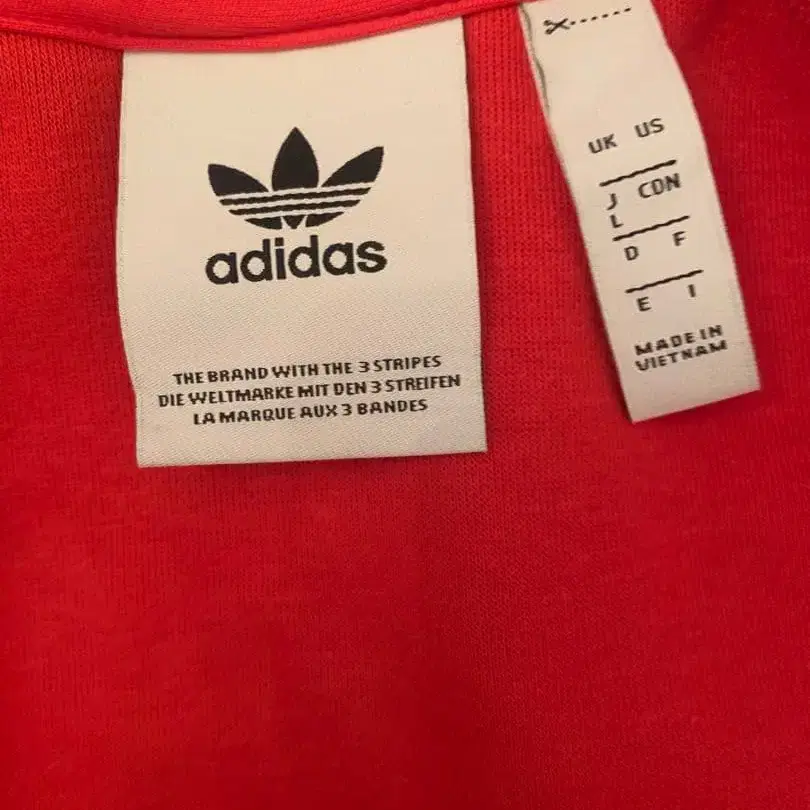 adidas
THE BRAND WITH THE 3 STRIPES
DIE WELTMARKE MIT DEN 3 STREIFEN
LA MARQUE AUX 3 BANDES
UK US
J CDN
L
D F
E I
MADE IN
VIETNAM